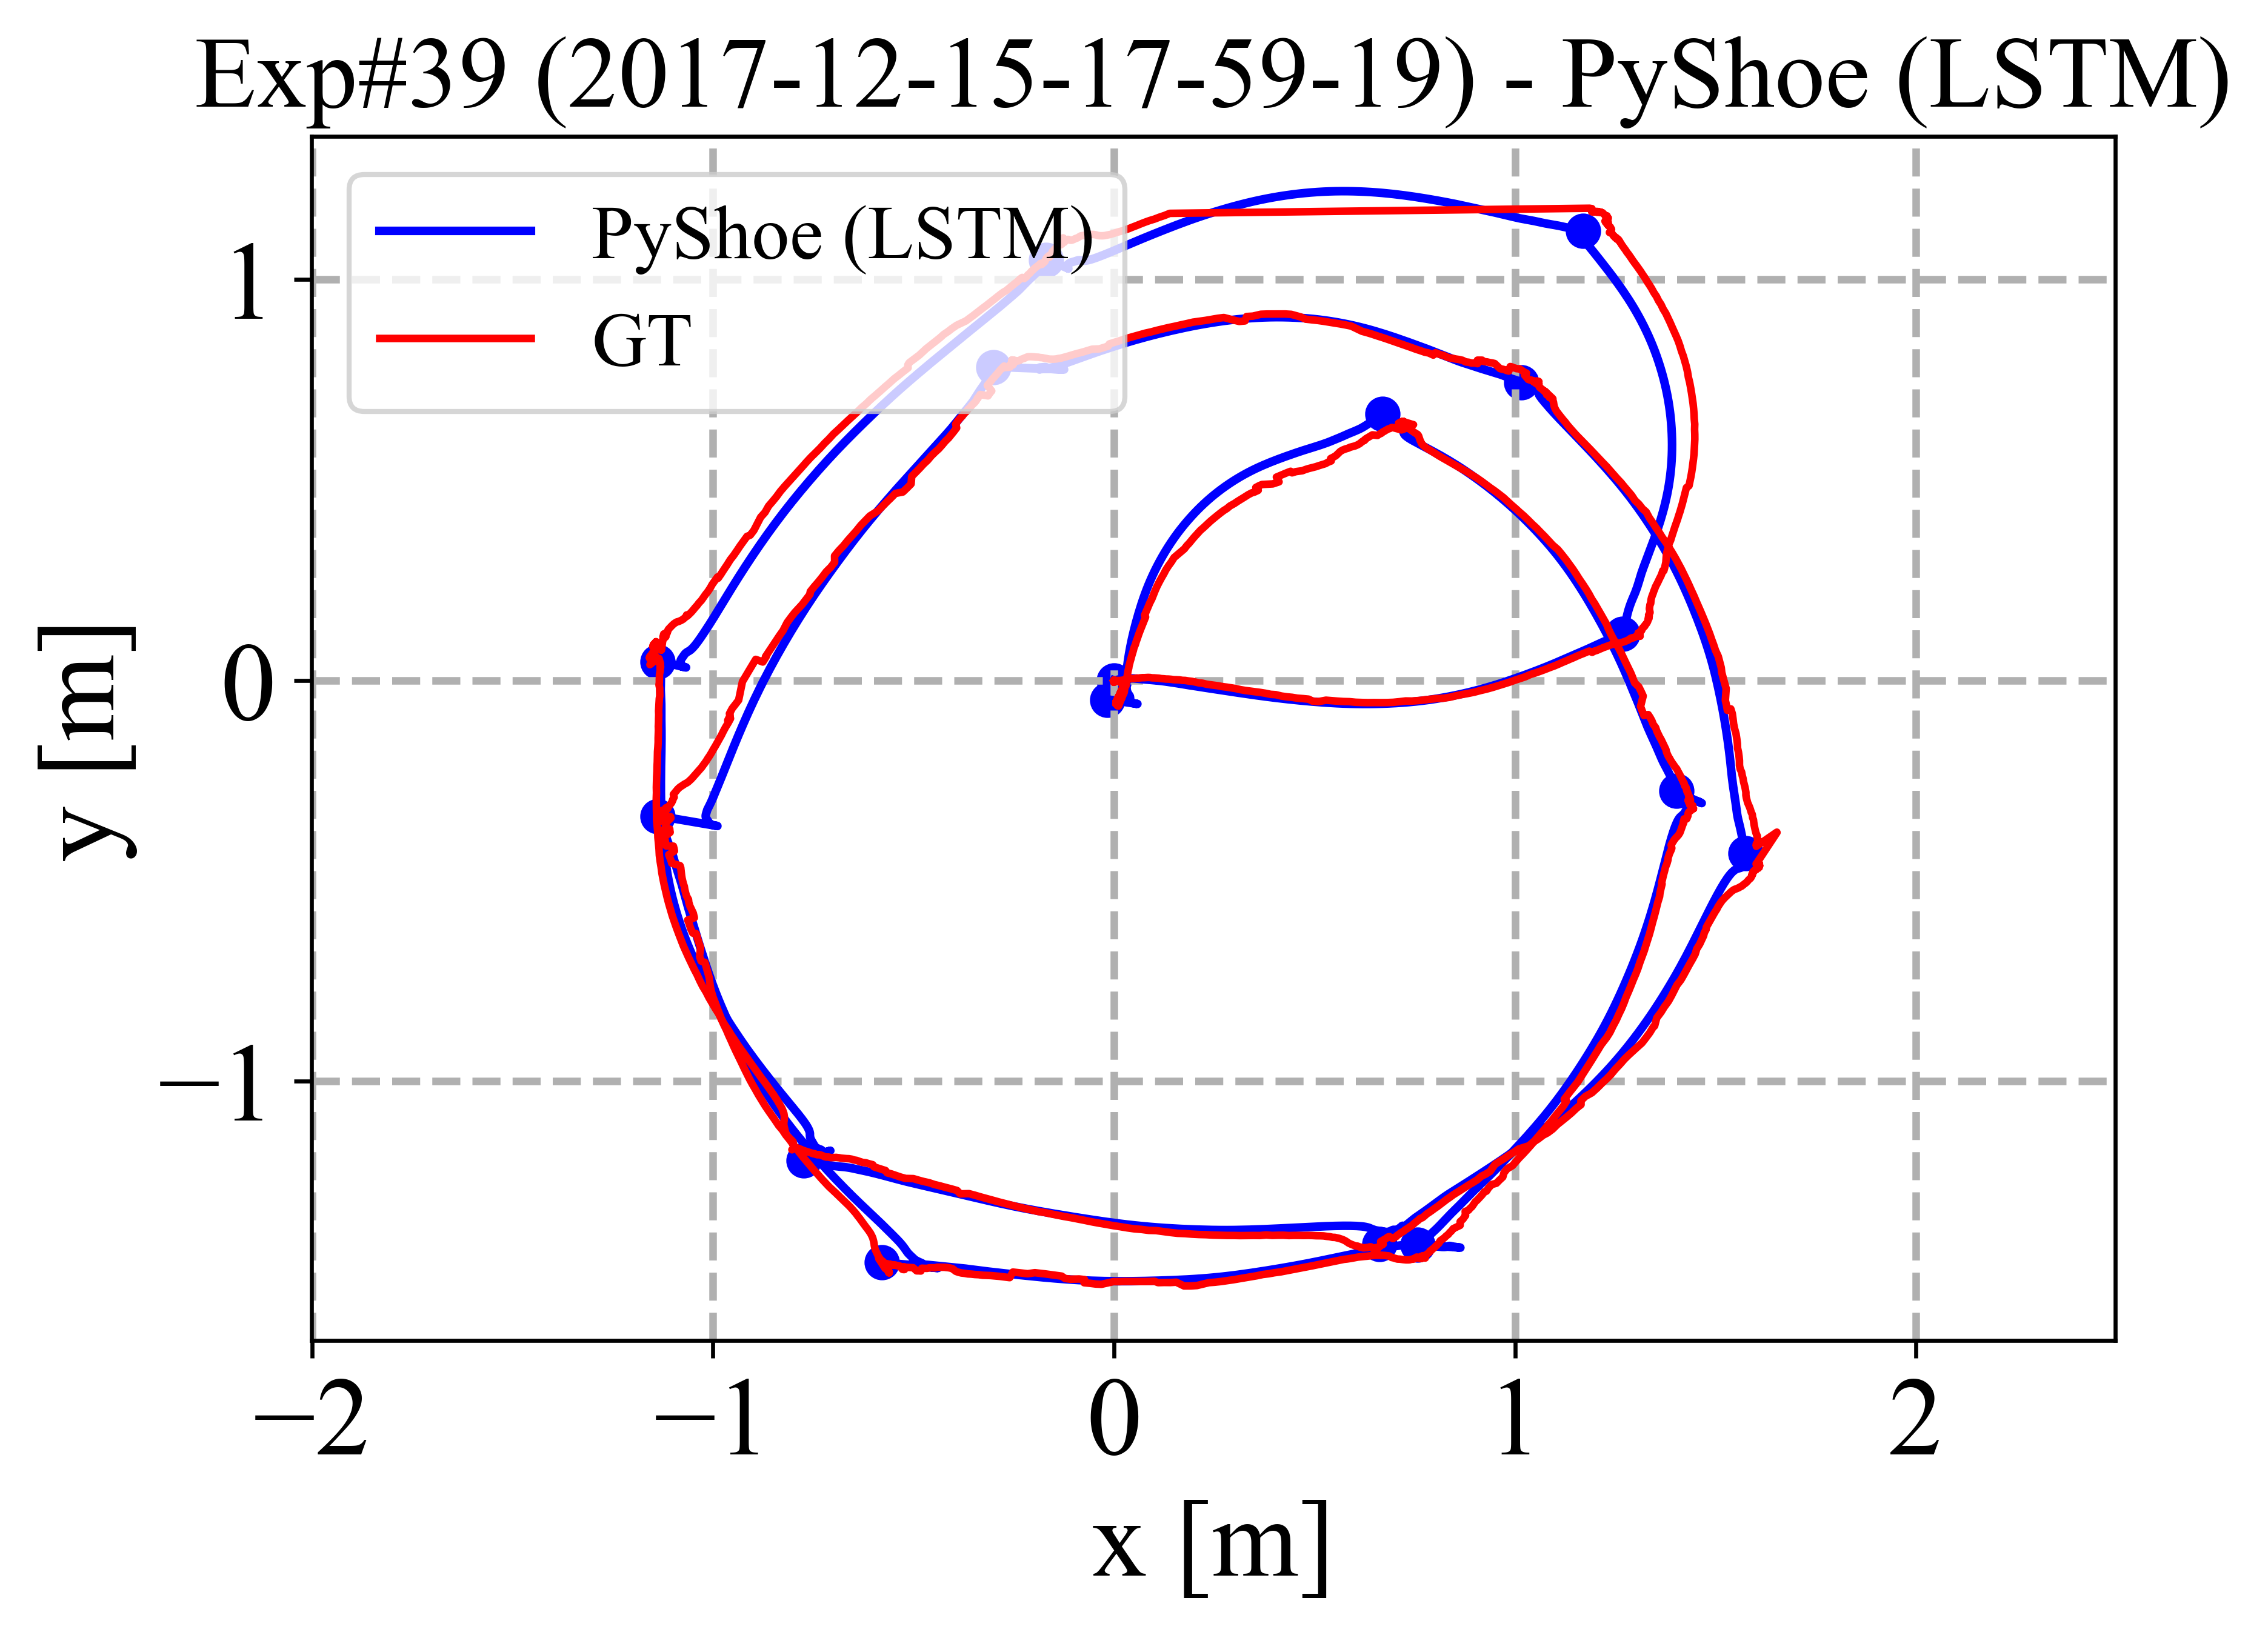 Exp#39 (2017-12-15-17-59-19) - PyShoe (LSTM)
PyShoe (LSTM)
GT
1
0
−1
y [m]
−2 −1 0 1 2
x [m]